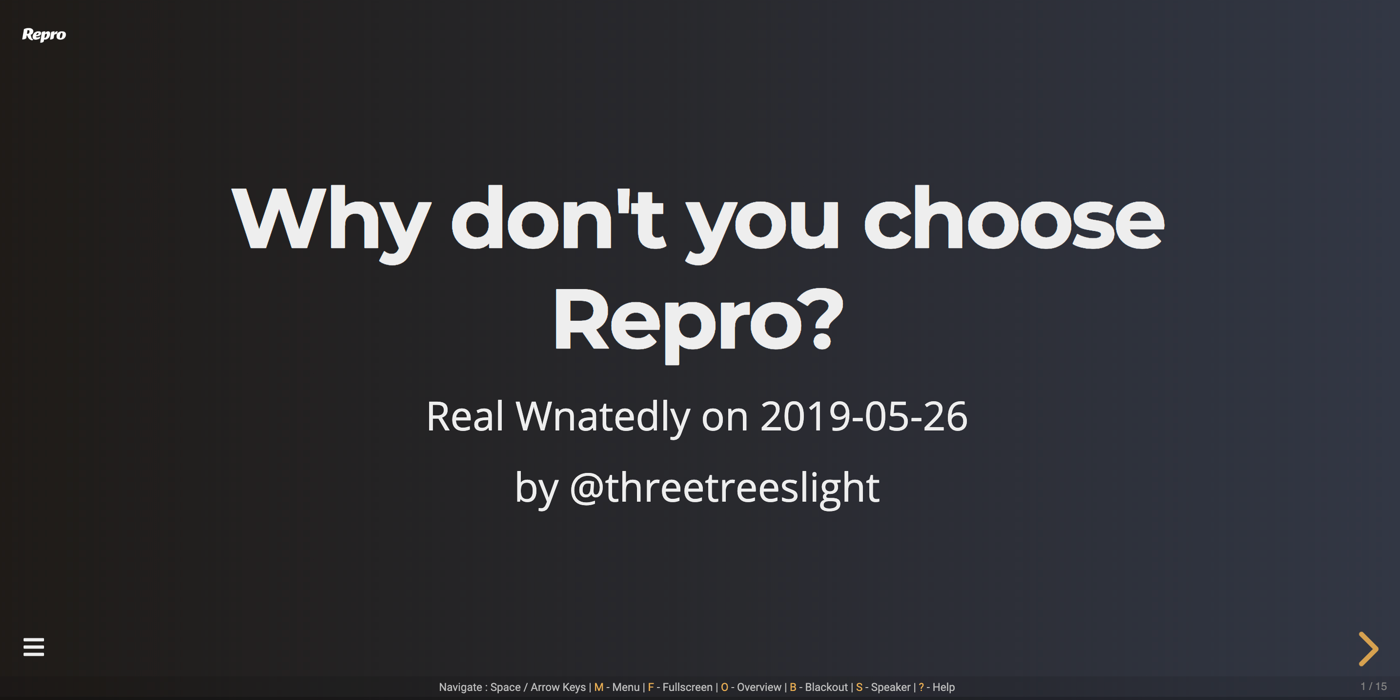 Repro
Why don't you choose
Repro?
Real Wnatedly on 2019-05-26
by @threetreeslight
Navigate : Space / Arrow Keys | M - Menu | F - Fullscreen | O - Overview | B - Blackout | S - Speaker | ? - Help
1 / 15